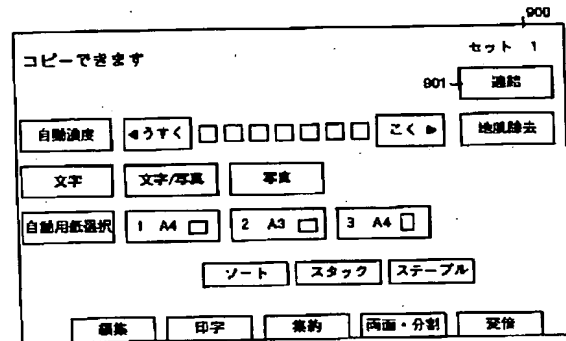 900
コピーできます セット 1
901 連結
自動濃度 ◀うすく こく▶ 地肌除去
文字 文字/写真 写真
自動用紙選択 1 A4 2 A3 3 A4
ソート スタック ステープル
編集 印字 集約 両面・分割 変倍